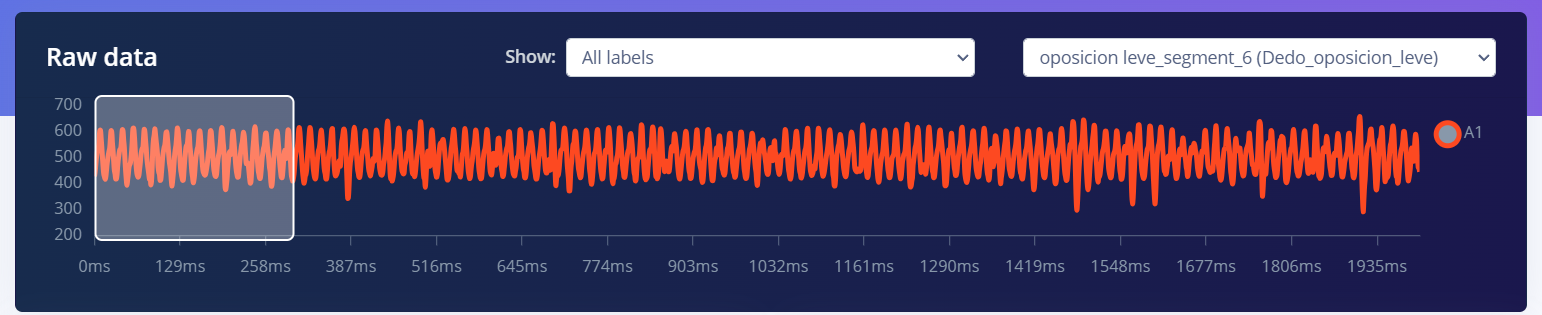 Raw data
Show:
All labels
oposicion leve_segment_6 (Dedo_oposicion_leve)
700
600
500
400
300
200
A1
0ms 129ms 258ms 387ms 516ms 645ms 774ms 903ms 1032ms 1161ms 1290ms 1419ms 1548ms 1677ms 1806ms 1935ms